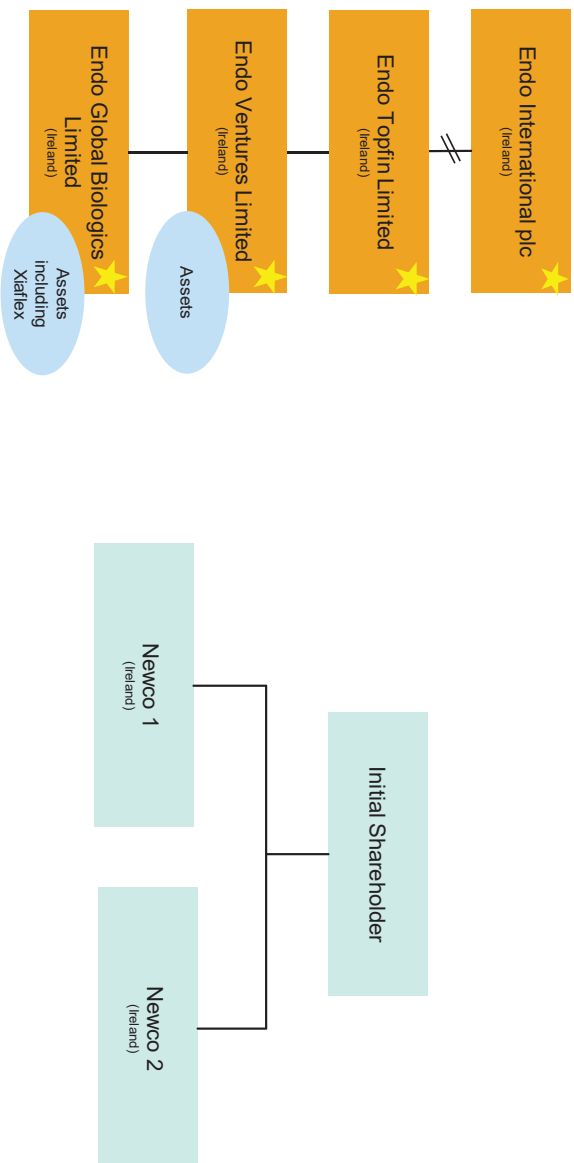 Endo International plc
(Ireland)
Endo Topfin Limited
(Ireland)
Endo Ventures Limited
(Ireland)
Assets
Endo Global Biologics
Limited
(Ireland)
Assets
including
Xiaflex
Initial Shareholder
Newco 1
(Ireland)
Newco 2
(Ireland)